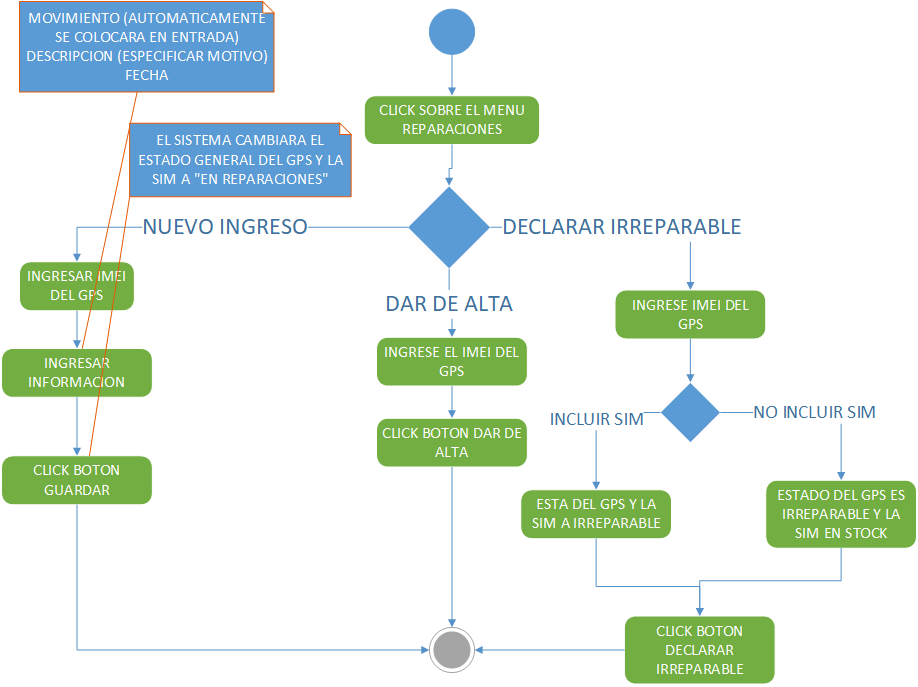 MOVIMIENTO (AUTOMATICAMENTE
SE COLOCARA EN ENTRADA)
DESCRIPCION (ESPECIFICAR MOTIVO)
FECHA
CLICK SOBRE EL MENU
REPARACIONES
EL SISTEMA CAMBIARA EL
ESTADO GENERAL DEL GPS Y LA
SIM A "EN REPARACIONES"
NUEVO INGRESO
DECLARAR IRREPARABLE
DAR DE ALTA
INGRESAR IMEI
DEL GPS
INGRESAR
INFORMACION
CLICK BOTON
GUARDAR
INGRESE EL IMEI DEL
GPS
CLICK BOTON DAR DE
ALTA
INGRESE IMEI DEL
GPS
INCLUIR SIM
NO INCLUIR SIM
ESTA DEL GPS Y LA
SIM A IRREPARABLE
ESTADO DEL GPS ES
IRREPARABLE Y LA
SIM EN STOCK
CLICK BOTON
DECLARAR
IRREPARABLE